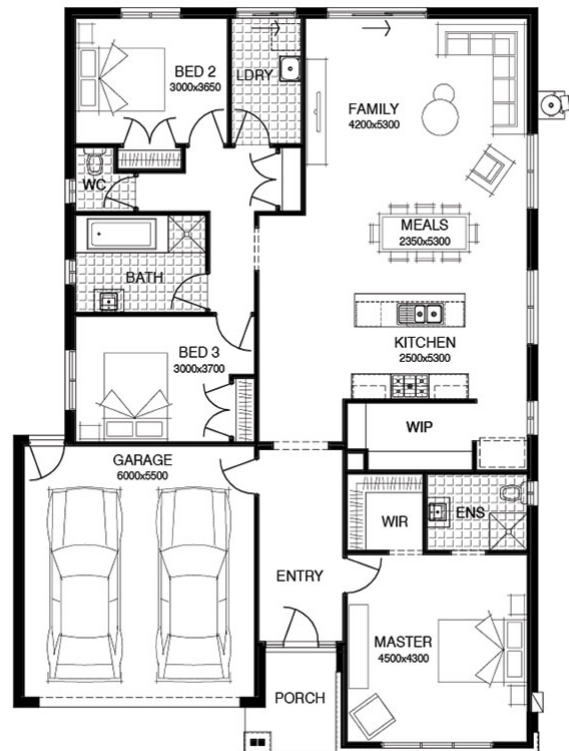 BED 2
3000x3650
LDRY
FAMILY
4200x5300
WC
MEALS
2350x5300
BATH
KITCHEN
2500x5300
BED 3
3000x3700
WIP
GARAGE
6000x5500
WIR
ENS
ENTRY
MASTER
4500x4300
PORCH